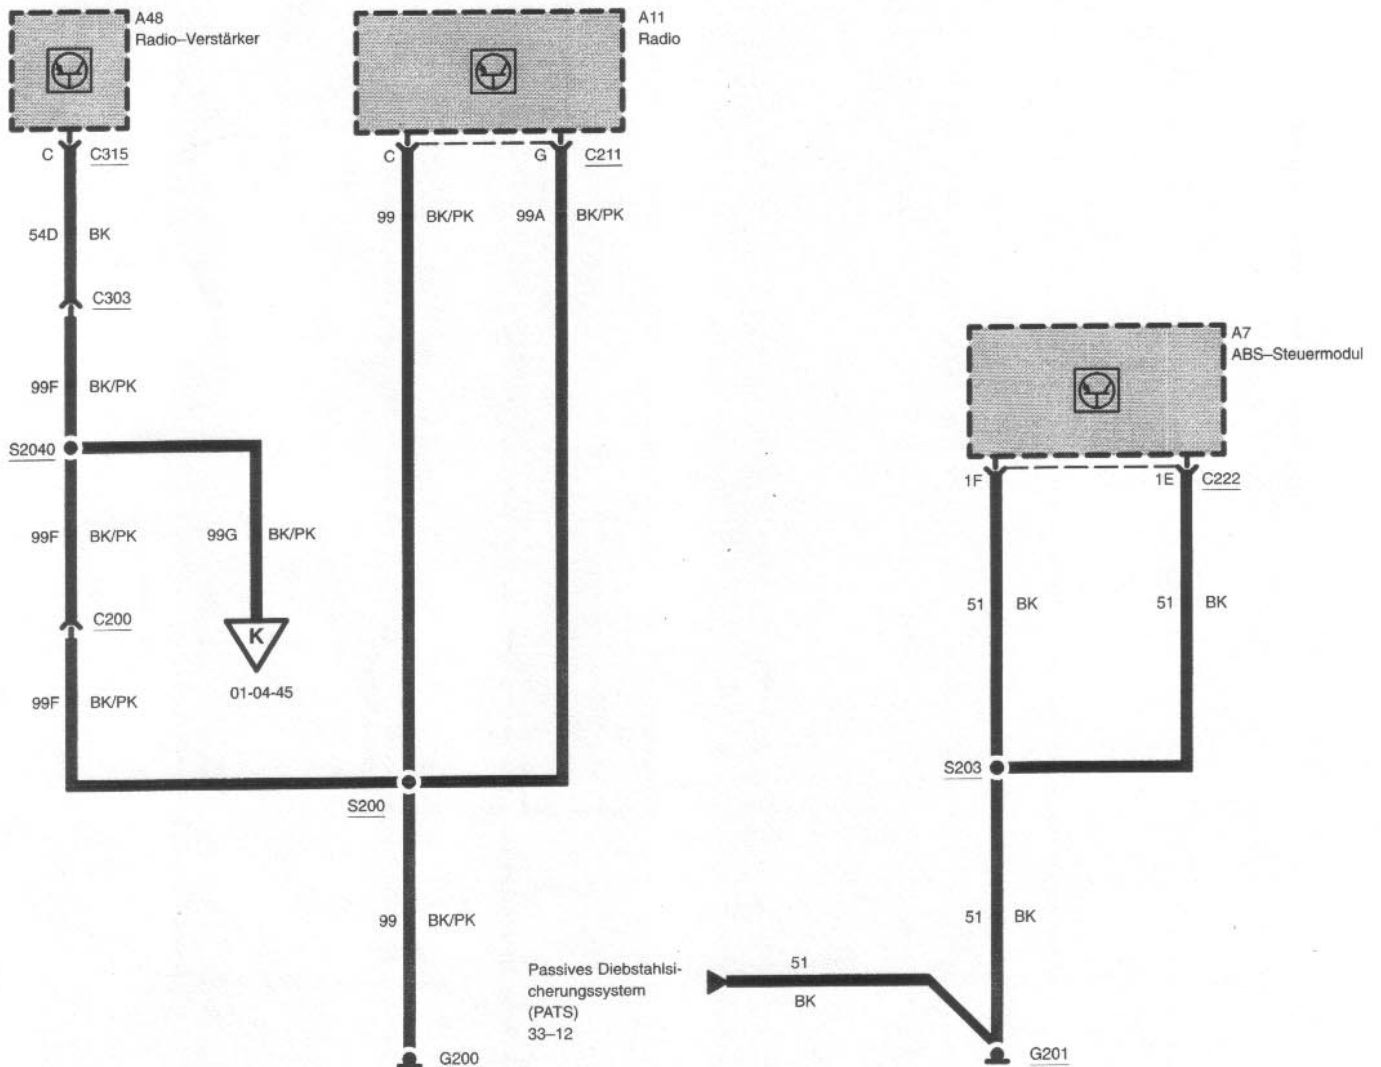 A48
Radio–Verstärker
A11
Radio
C
C315
C
G
C211
99
BK/PK
99A
BK/PK
54D
BK
C303
A7
ABS–Steuermodul
99F
BK/PK
S2040
1F
1E
C222
99F
BK/PK
99G
BK/PK
51
BK
51
BK
C200
K
01-04-45
99F
BK/PK
S203
S200
99
BK/PK
51
BK
Passives Diebstahlsi-
cherungssystem
(PATS)
33–12
51
BK
G200
G201